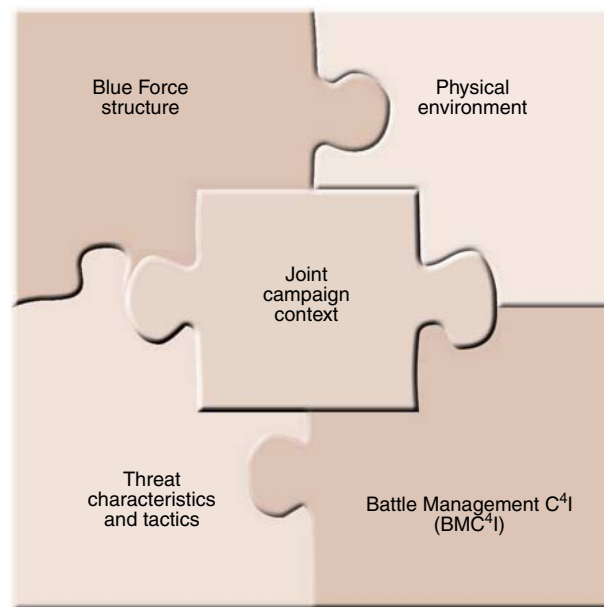 Blue Force
structure
Physical
environment
Joint
campaign
context
Threat
characteristics
and tactics
Battle Management C⁴I
(BMC⁴I)